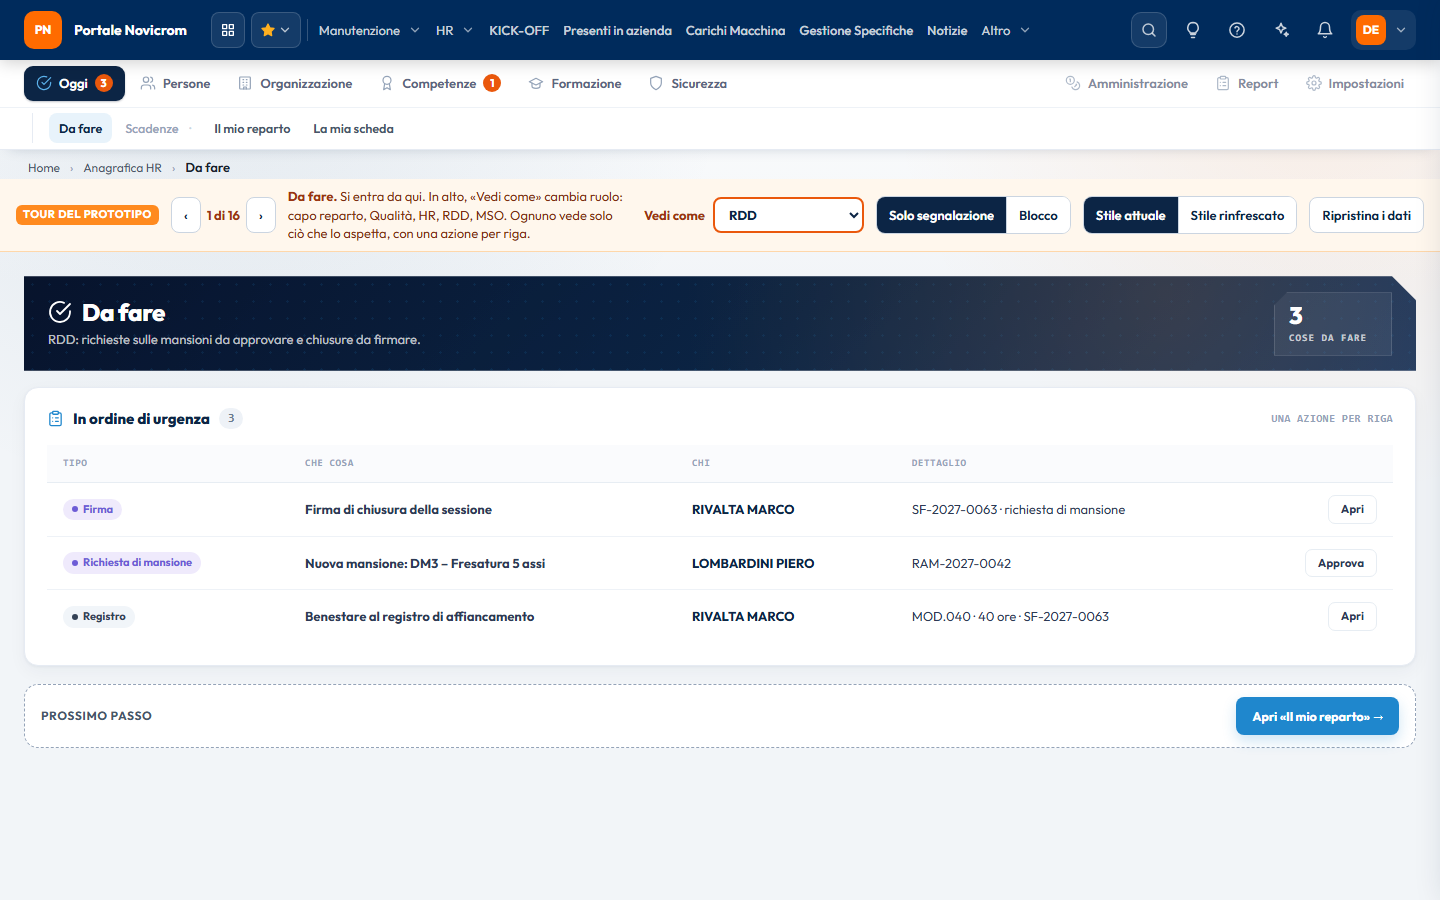 PN Portale Novicrom Manutenzione HR KICK-OFF Presenti in azienda Carichi Macchina Gestione Specifiche Notizie Altro DE
Oggi 3 Persone Organizzazione Competenze 1 Formazione Sicurezza Amministrazione Report Impostazioni
Da fare Scadenze · Il mio reparto La mia scheda
Home › Anagrafica HR › Da fare
TOUR DEL PROTOTIPO ‹ 1 di 16 ›
Da fare. Si entra da qui. In alto, «Vedi come» cambia ruolo:
capo reparto, Qualità, HR, RDD, MSO. Ognuno vede solo
ciò che lo aspetta, con una azione per riga.
Vedi come RDD Solo segnalazione Blocco Stile attuale Stile rinfrescato Ripristina i dati
Da fare
RDD: richieste sulle mansioni da approvare e chiusure da firmare.
3
COSE DA FARE
In ordine di urgenza 3 UNA AZIONE PER RIGA
TIPO CHE COSA CHI DETTAGLIO
Firma Firma di chiusura della sessione RIVALTA MARCO SF-2027-0063 · richiesta di mansione Apri
Richiesta di mansione Nuova mansione: DM3 – Fresatura 5 assi LOMBARDINI PIERO RAM-2027-0042 Approva
Registro Benestare al registro di affiancamento RIVALTA MARCO MOD.040 · 40 ore · SF-2027-0063 Apri
PROSSIMO PASSO Apri «Il mio reparto» →